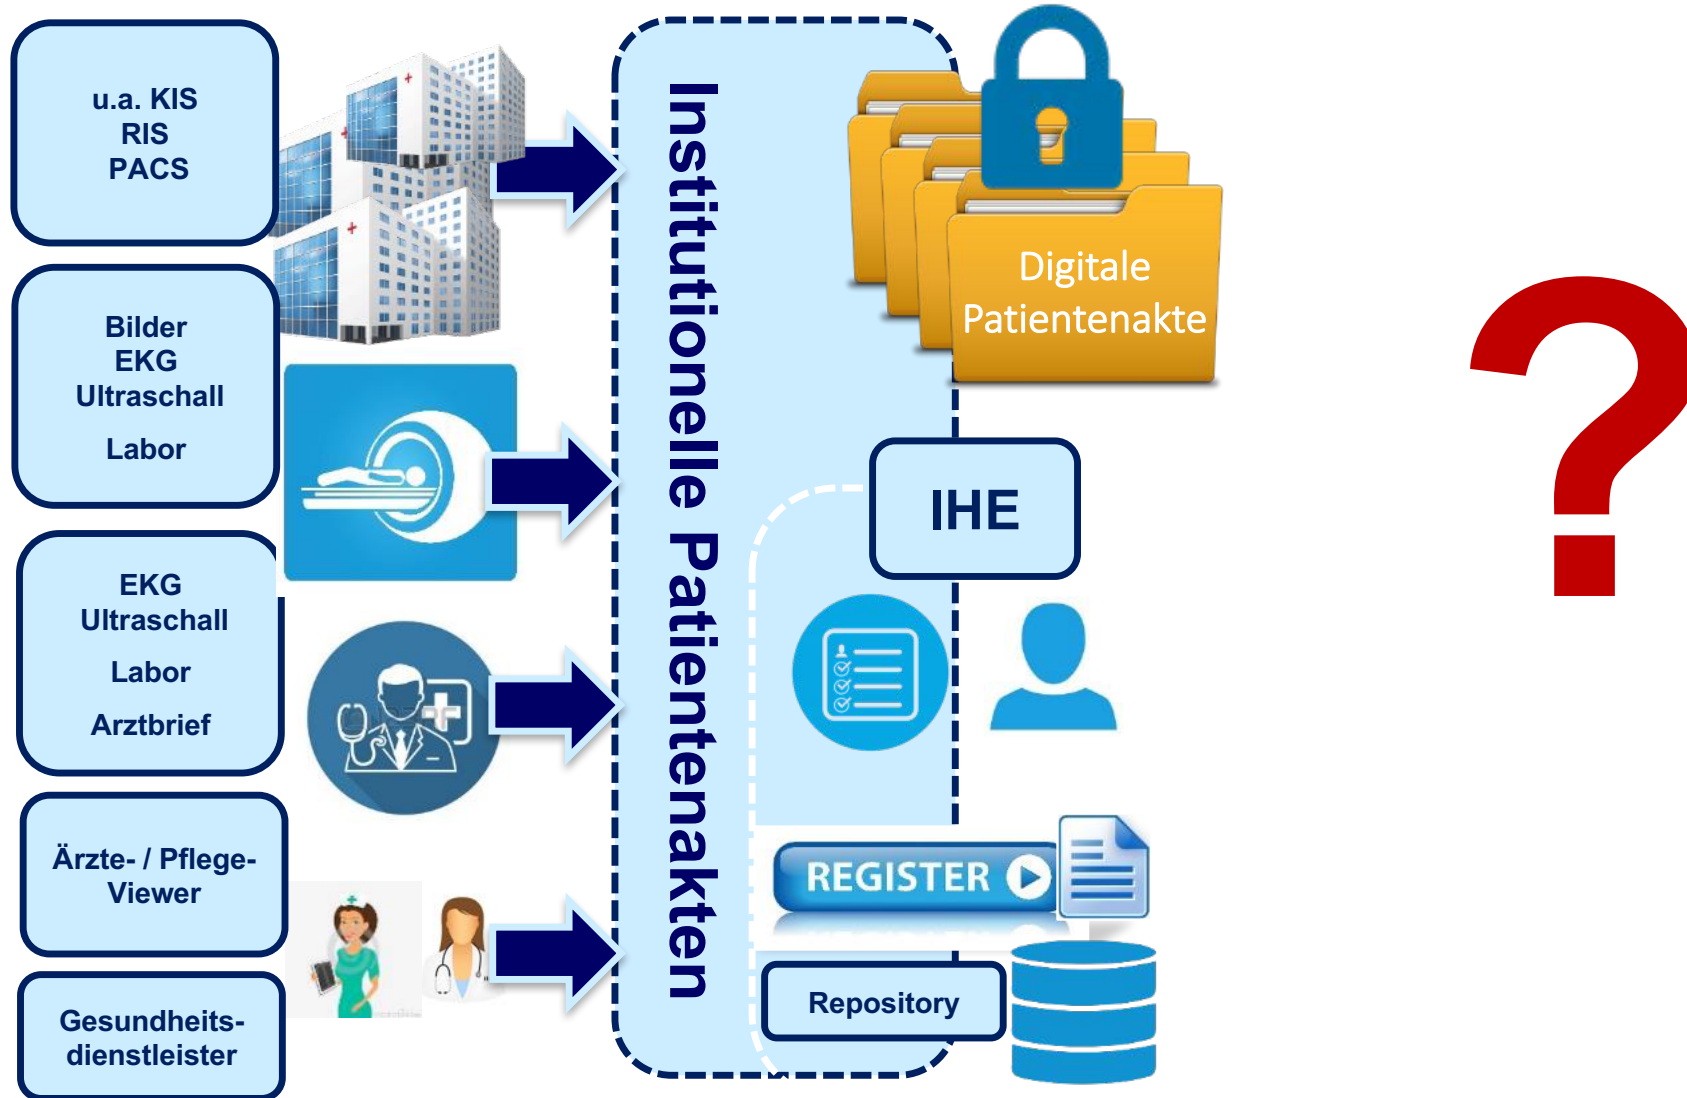 u.a. KIS
RIS
PACS
Bilder
EKG
Ultraschall
Labor
EKG
Ultraschall
Labor
Arztbrief
Ärzte- / Pflege-
Viewer
Gesundheits-
dienstleister
Institutionelle Patientenakten
Digitale
Patientenakte
IHE
REGISTER
Repository
?